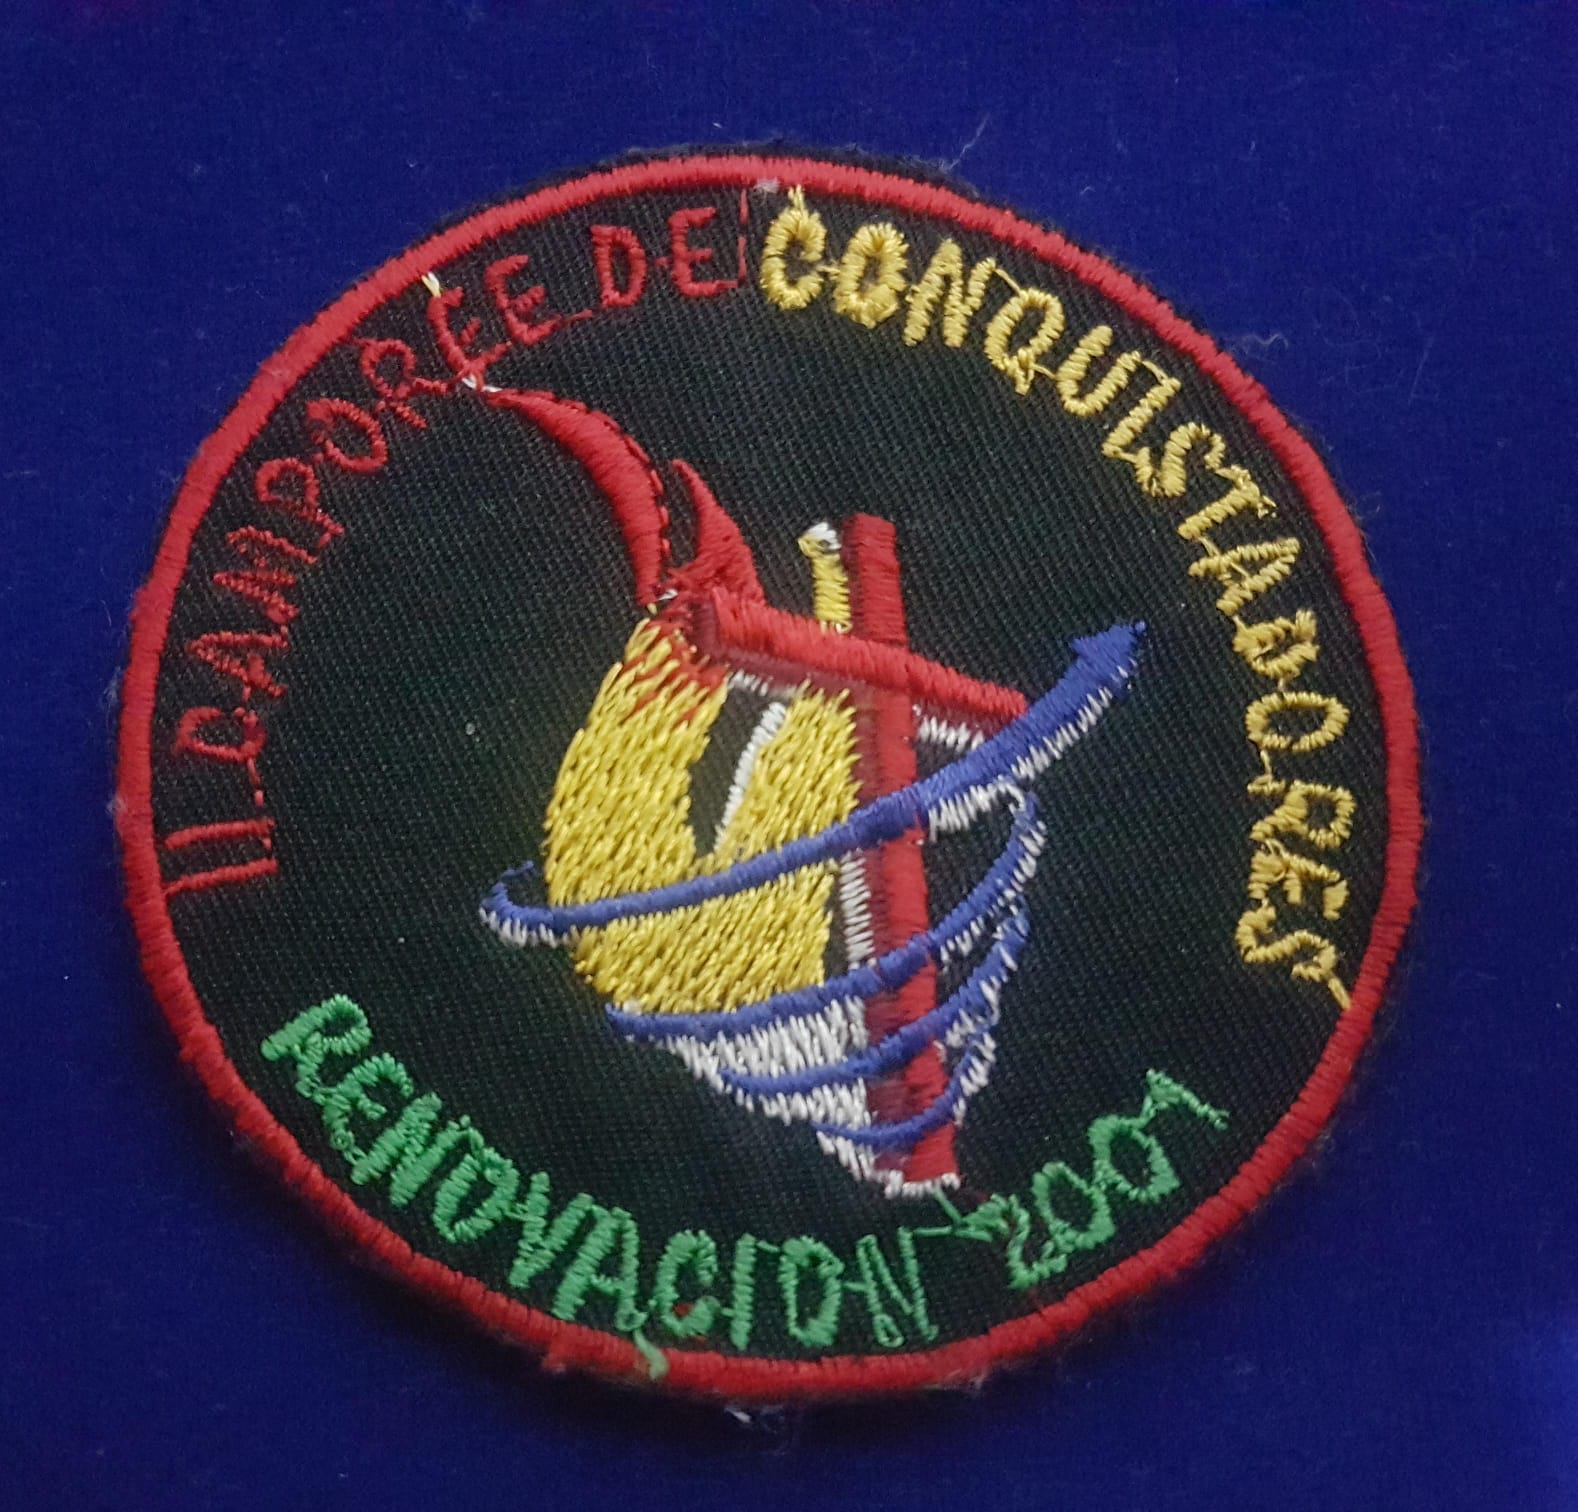 II CAMPOREE DE CONQUISTADORES
RENOVACION 2001